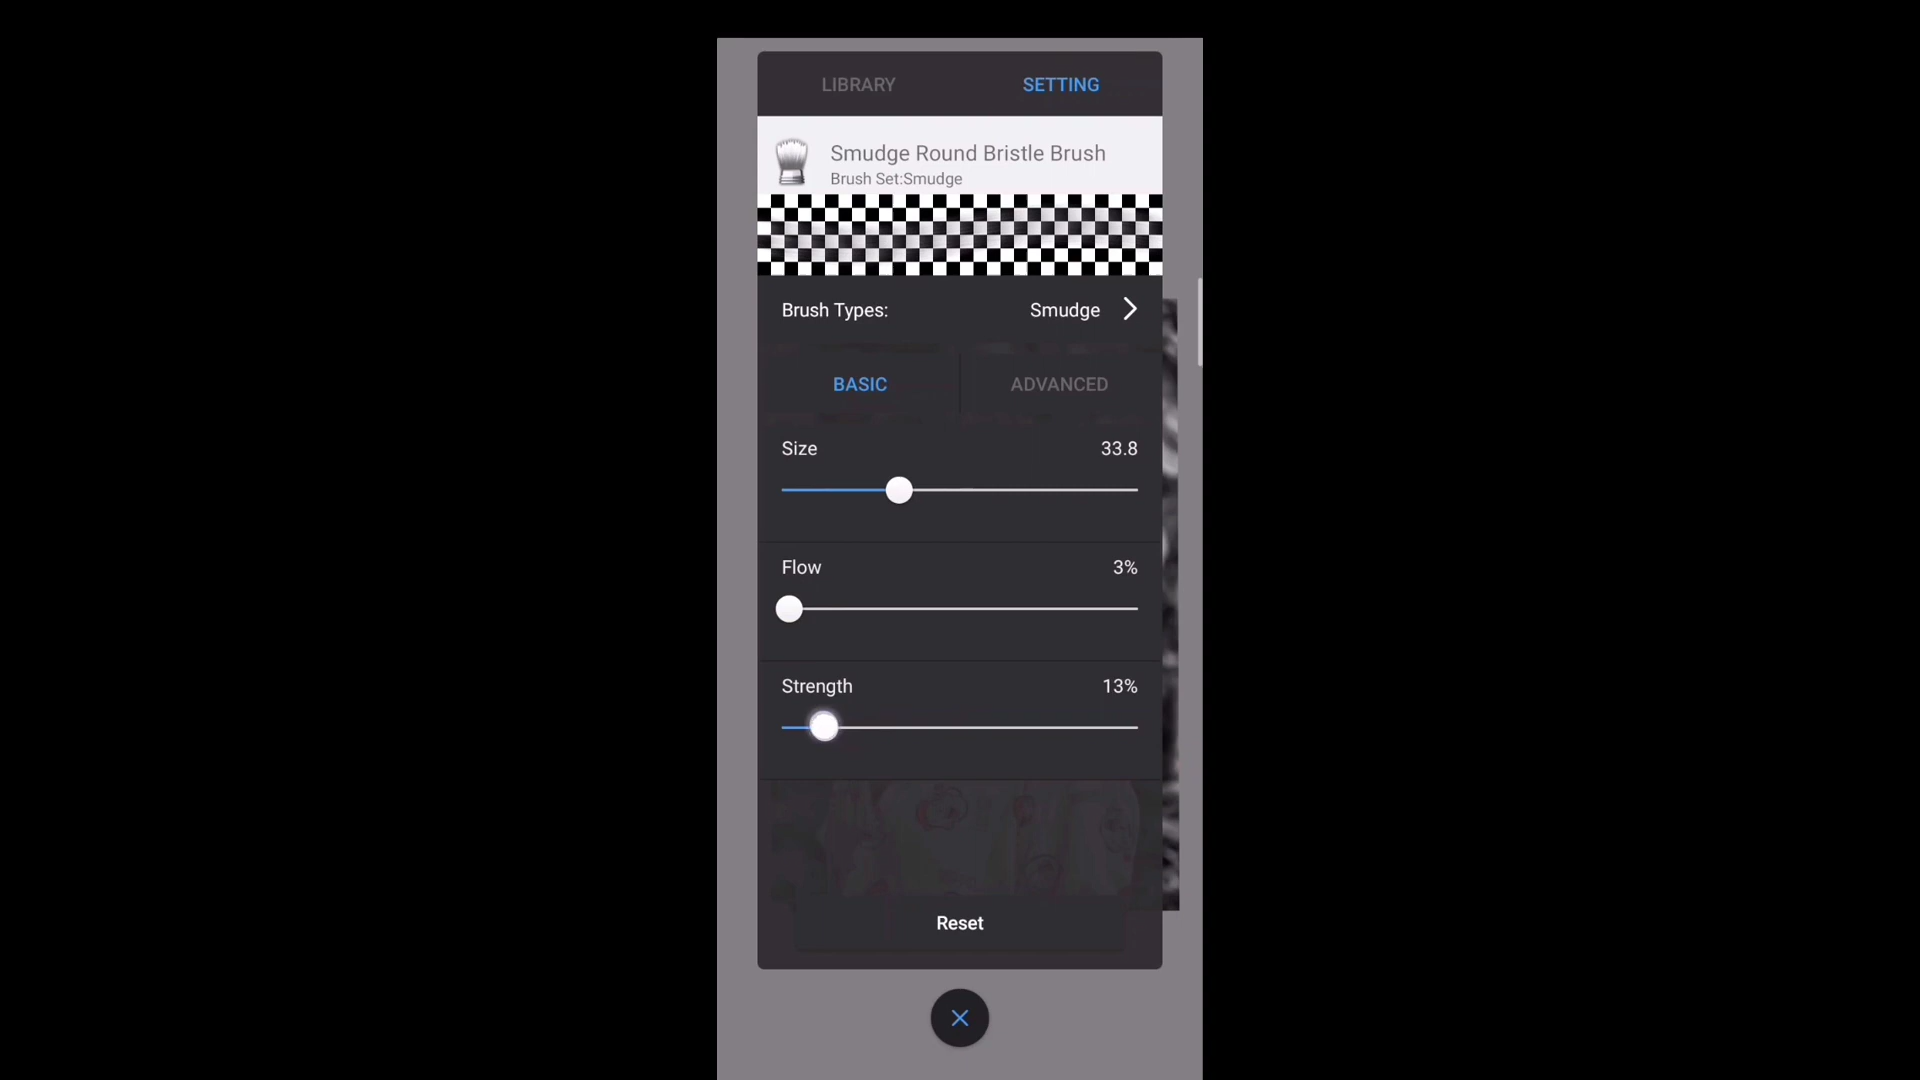 LIBRARY SETTING
Smudge Round Bristle Brush
Brush Set:Smudge
Brush Types: Smudge
BASIC ADVANCED
Size 33.8
Flow 3%
Strength 13%
Reset